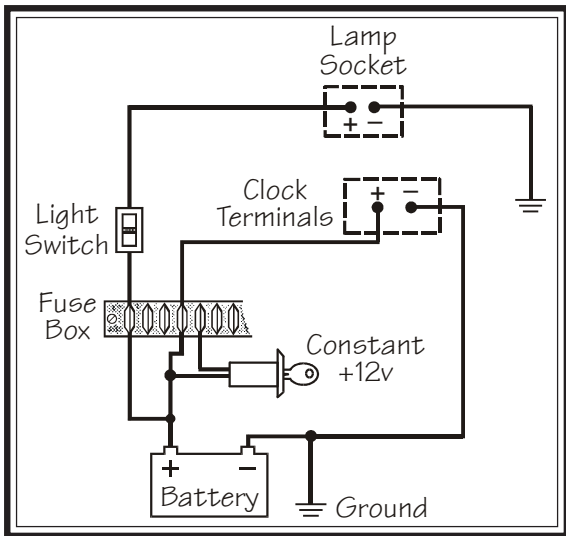 Lamp
Socket
+ –
Clock
Terminals
+ –
Light
Switch
Fuse
Box
Constant
+12v
+ –
Battery
Ground